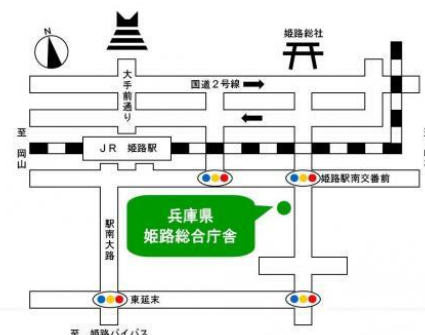 N
姫路総社
大手前通り
国道2号線
至 岡山
JR 姫路駅
姫路駅南交番前
兵庫県
姫路総合庁舎
駅南大路
東延末
至 姫路バイパス